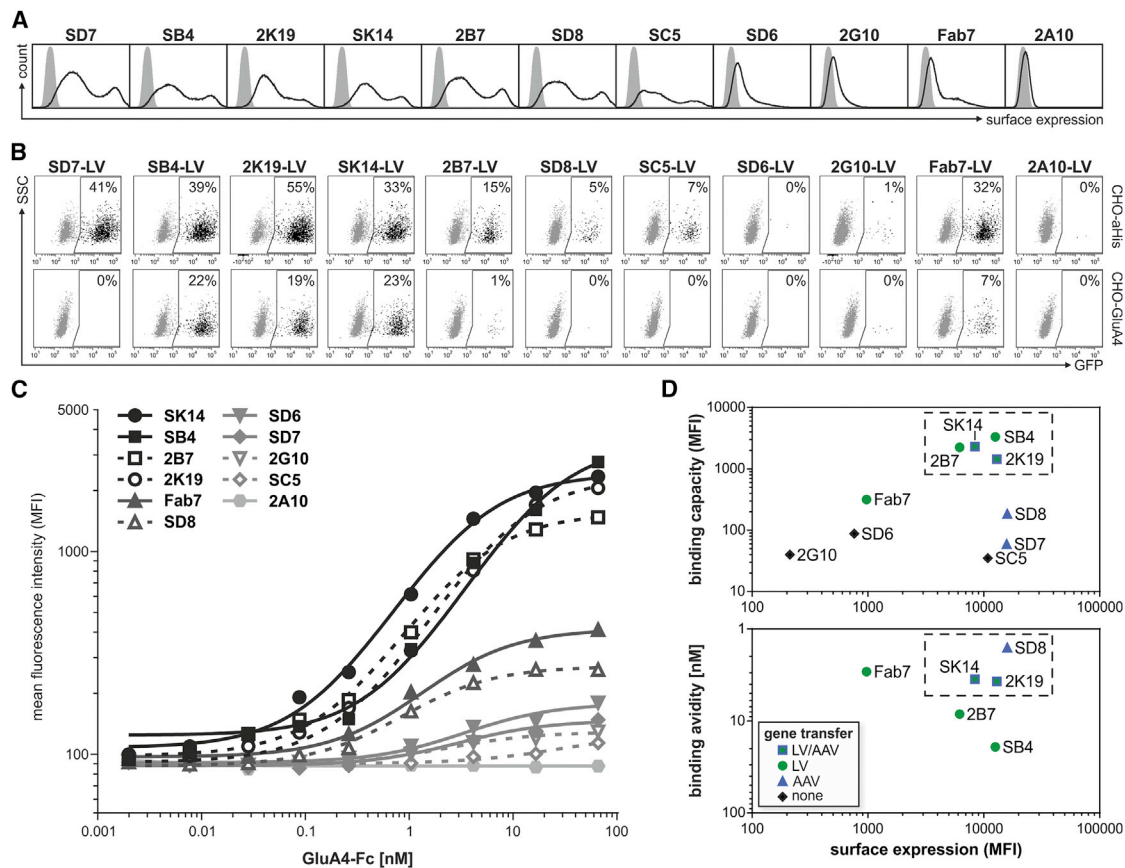 A
SD7 SB4 2K19 SK14 2B7 SD8 SC5 SD6 2G10 Fab7 2A10
count
surface expression
B
SD7-LV SB4-LV 2K19-LV SK14-LV 2B7-LV SD8-LV SC5-LV SD6-LV 2G10-LV Fab7-LV 2A10-LV
SSC
41% 39% 55% 33% 15% 5% 7% 0% 1% 32% 0%
CHO-aHis
0% 22% 19% 23% 1% 0% 0% 0% 0% 7% 0%
CHO-GluA4
GFP
C
mean fluorescence intensity (MFI)
5000
1000
100
SK14 SD6
SB4 SD7
2B7 2G10
2K19 SC5
Fab7 2A10
SD8
0.001 0.01 0.1 1 10 100
GluA4-Fc [nM]
D
binding capacity (MFI)
10000
1000
100
10
SK14
SB4
2B7
2K19
Fab7
SD8
SD6
SD7
2G10
SC5
100 1000 10000 100000
binding avidity [nM]
1
10
100
SD8
Fab7
SK14
2K19
2B7
SB4
gene transfer
LV/AAV
LV
AAV
none
100 1000 10000 100000
surface expression (MFI)